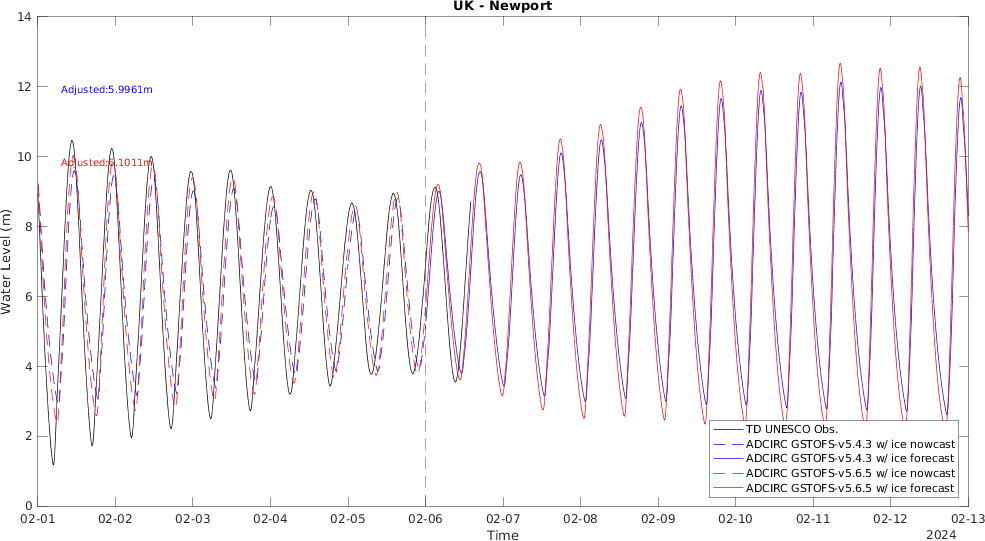 UK - Newport
Water Level (m)
14
12
10
8
6
4
2
0
Adjusted:5.9961m
Adjusted:6.1011m
TD UNESCO Obs.
ADCIRC GSTOFS-v5.4.3 w/ ice nowcast
ADCIRC GSTOFS-v5.4.3 w/ ice forecast
ADCIRC GSTOFS-v5.6.5 w/ ice nowcast
ADCIRC GSTOFS-v5.6.5 w/ ice forecast
02-01 02-02 02-03 02-04 02-05 02-06 02-07 02-08 02-09 02-10 02-11 02-12 02-13
Time
2024